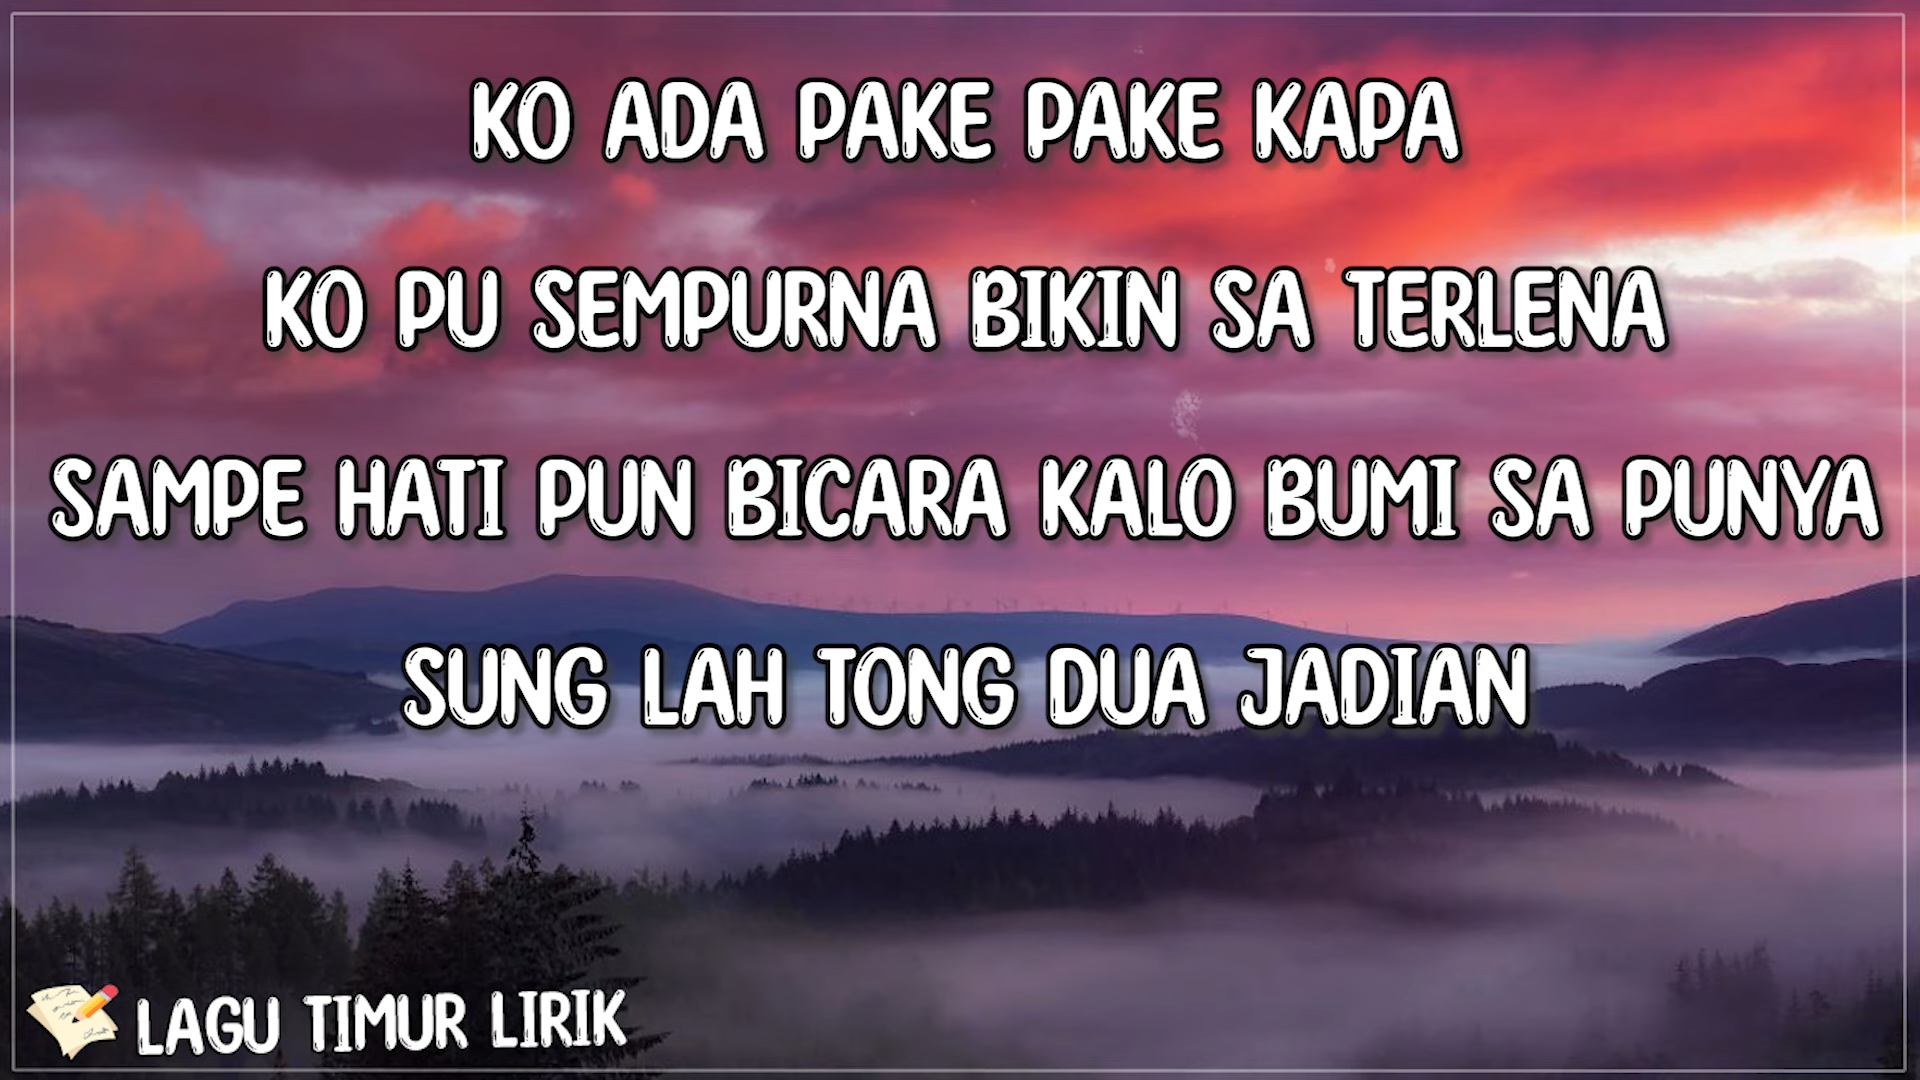 KO ADA PAKE PAKE KAPA
KO PU SEMPURNA BIKIN SA TERLENA
SAMPE HATI PUN BICARA KALO BUMI SA PUNYA
SUNG LAH TONG DUA JADIAN
LAGU TIMUR LIRIK